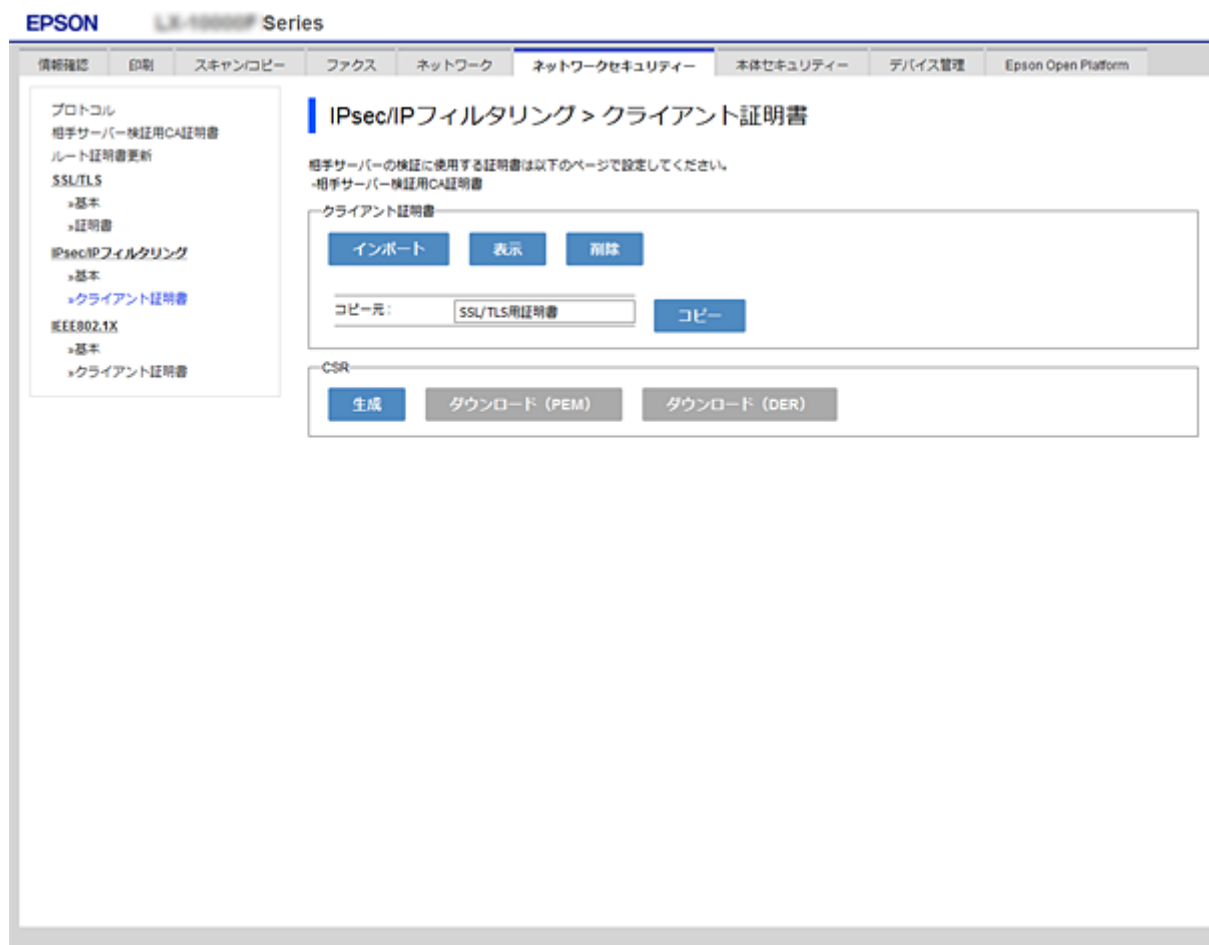 EPSON Series
情報確認 印刷 スキャン/コピー ファクス ネットワーク ネットワークセキュリティー 本体セキュリティー デバイス管理 Epson Open Platform
プロトコル
相手サーバー検証用CA証明書
ルート証明書更新
SSL/TLS
»基本
»証明書
IPsec/IPフィルタリング
»基本
»クライアント証明書
IEEE802.1X
»基本
»クライアント証明書
IPsec/IPフィルタリング > クライアント証明書
相手サーバーの検証に使用する証明書は以下のページで設定してください。
-相手サーバー検証用CA証明書
クライアント証明書
インポート 表示 削除
コピー元: SSL/TLS用証明書 コピー
CSR
生成 ダウンロード（PEM） ダウンロード（DER）